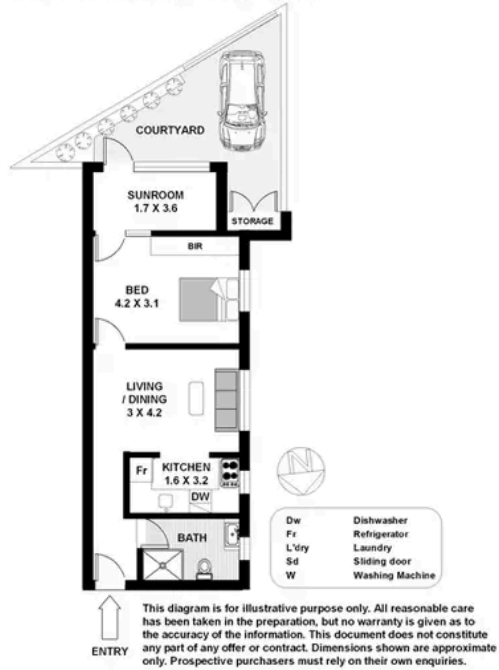 COURTYARD
SUNROOM
1.7 X 3.6
STORAGE
BIR
BED
4.2 X 3.1
LIVING
/ DINING
3 X 4.2
Fr
KITCHEN
1.6 X 3.2
DW
BATH
N
Dw Dishwasher
Fr Refrigerator
L'dry Laundry
Sd Sliding door
W Washing Machine
ENTRY
This diagram is for illustrative purpose only. All reasonable care
has been taken in the preparation, but no warranty is given as to
the accuracy of the information. This document does not constitute
any part of any offer or contract. Dimensions shown are approximate
only. Prospective purchasers must rely on their own enquiries.